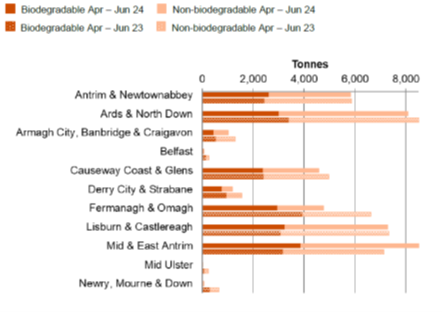 Biodegradable Apr – Jun 24 Non-biodegradable Apr – Jun 24
Biodegradable Apr – Jun 23 Non-biodegradable Apr – Jun 23
Tonnes
0 2,000 4,000 6,000 8,000
Antrim & Newtownabbey
Ards & North Down
Armagh City, Banbridge & Craigavon
Belfast
Causeway Coast & Glens
Derry City & Strabane
Fermanagh & Omagh
Lisburn & Castlereagh
Mid & East Antrim
Mid Ulster
Newry, Mourne & Down